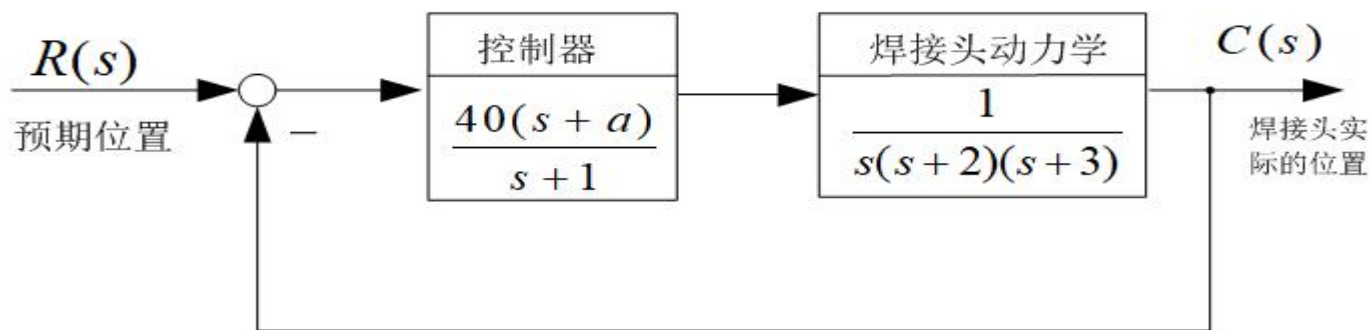 R(s)
预期位置
−
控制器
40(s + a)
s + 1
焊接头动力学
1
s(s + 2)(s + 3)
C(s)
焊接头实
际的位置